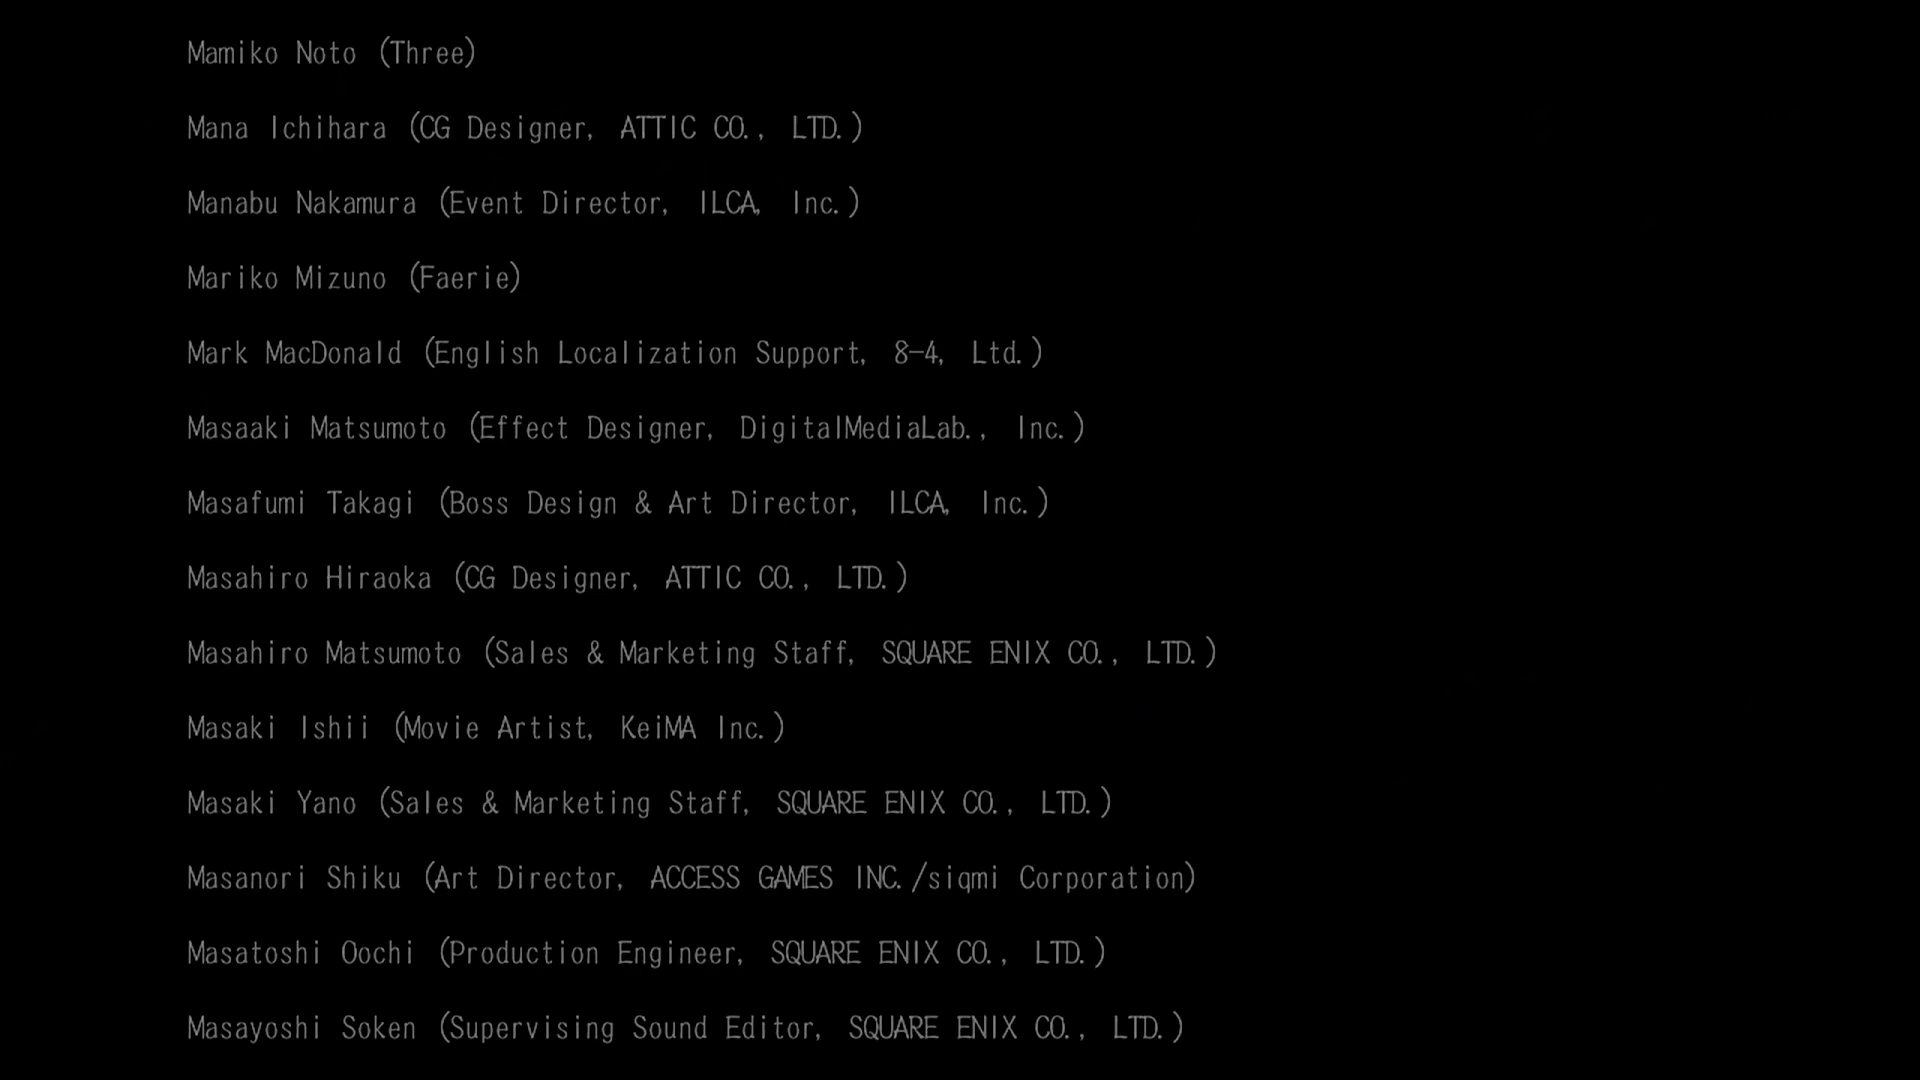 Mamiko Noto (Three)
Mana Ichihara (CG Designer, ATTIC CO., LTD.)
Manabu Nakamura (Event Director, ILCA, Inc.)
Mariko Mizuno (Faerie)
Mark MacDonald (English Localization Support, 8-4, Ltd.)
Masaaki Matsumoto (Effect Designer, DigitalMediaLab., Inc.)
Masafumi Takagi (Boss Design & Art Director, ILCA, Inc.)
Masahiro Hiraoka (CG Designer, ATTIC CO., LTD.)
Masahiro Matsumoto (Sales & Marketing Staff, SQUARE ENIX CO., LTD.)
Masaki Ishii (Movie Artist, KeiMA Inc.)
Masaki Yano (Sales & Marketing Staff, SQUARE ENIX CO., LTD.)
Masanori Shiku (Art Director, ACCESS GAMES INC./siqmi Corporation)
Masatoshi Oochi (Production Engineer, SQUARE ENIX CO., LTD.)
Masayoshi Soken (Supervising Sound Editor, SQUARE ENIX CO., LTD.)